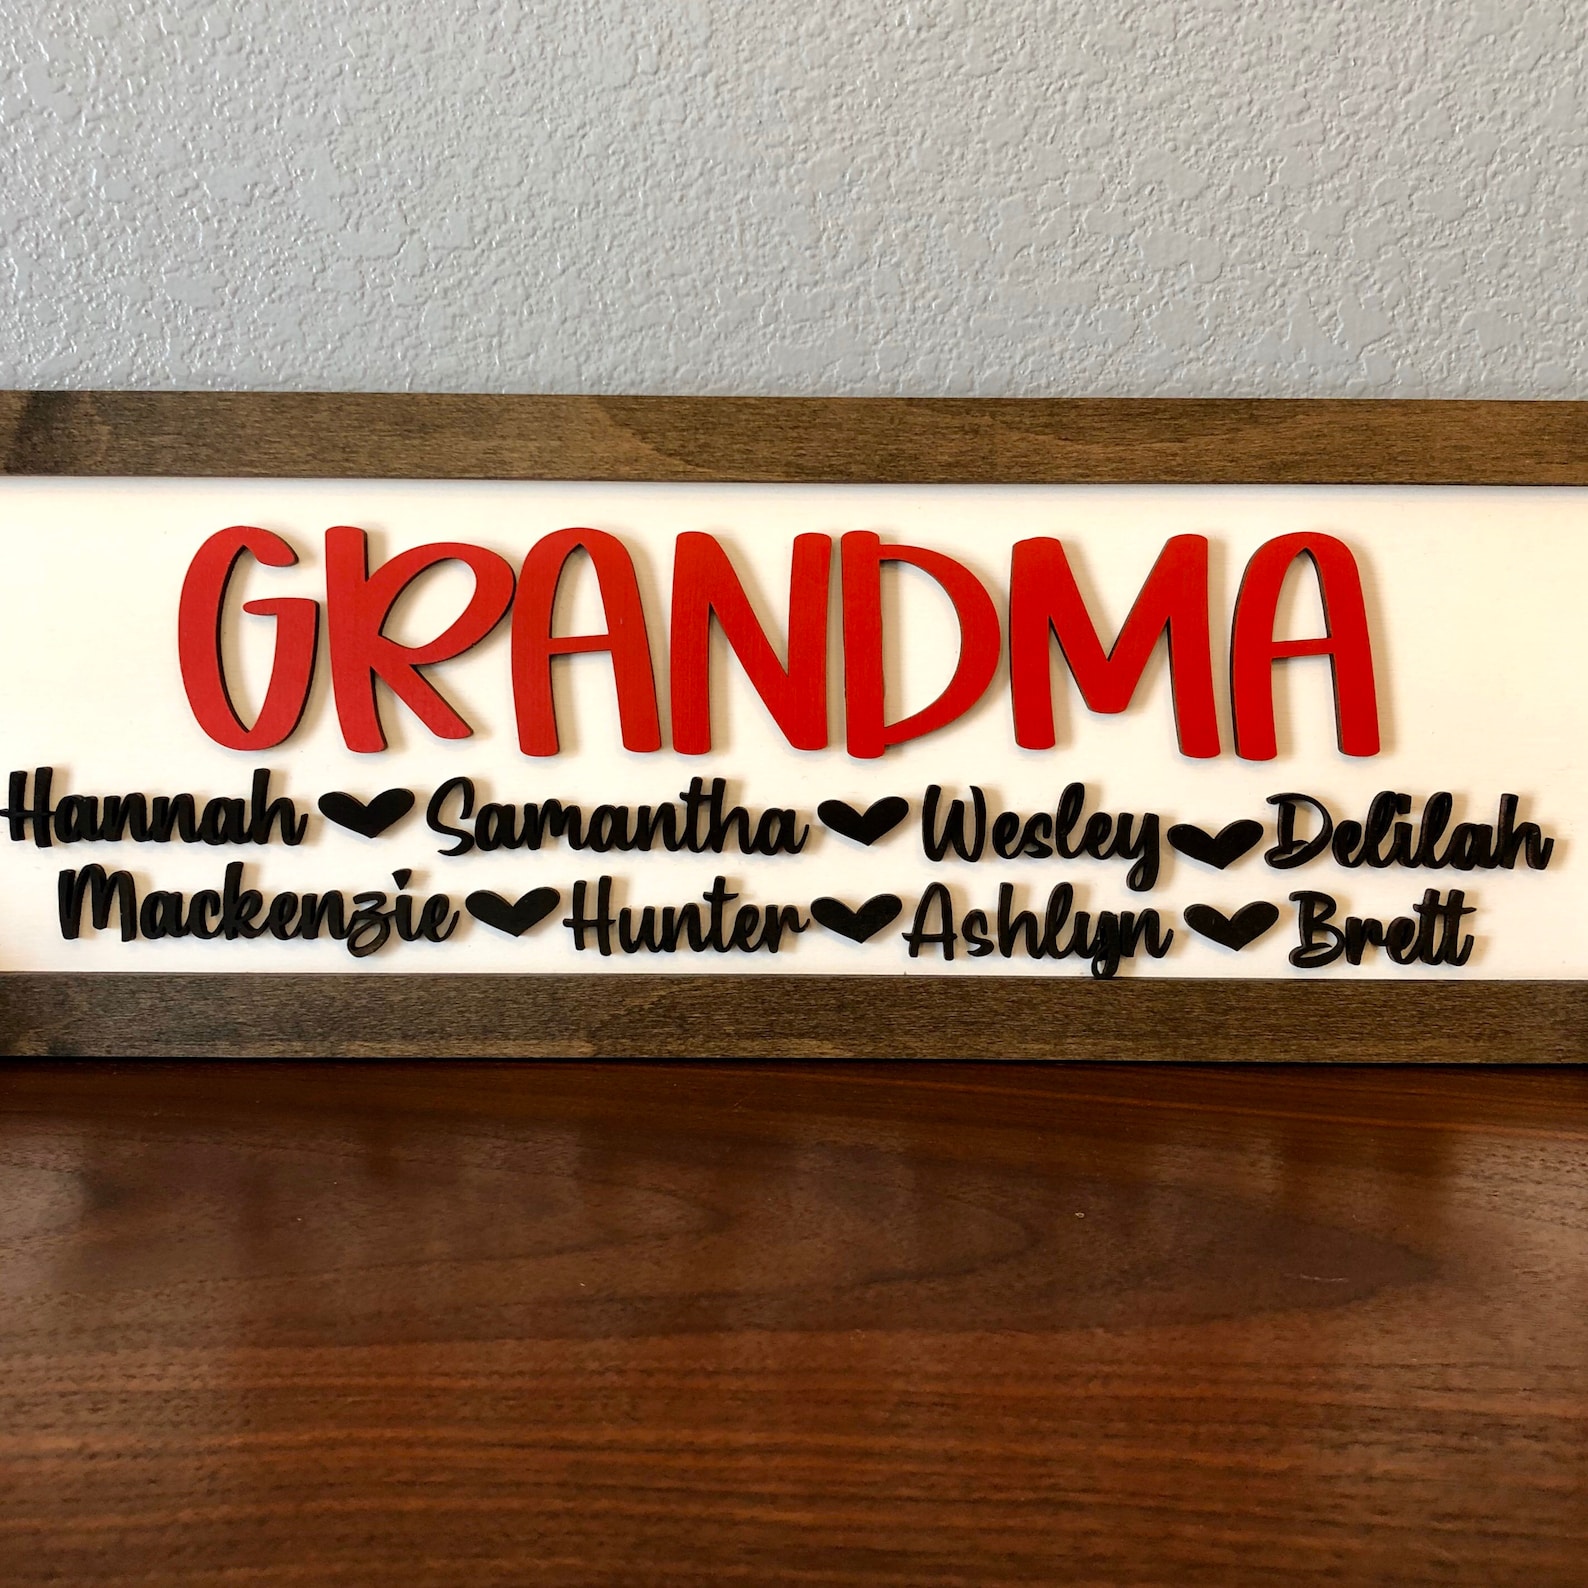 GRANDMA
Hannah Samantha Wesley Delilah
Mackenzie Hunter Ashlyn Brett